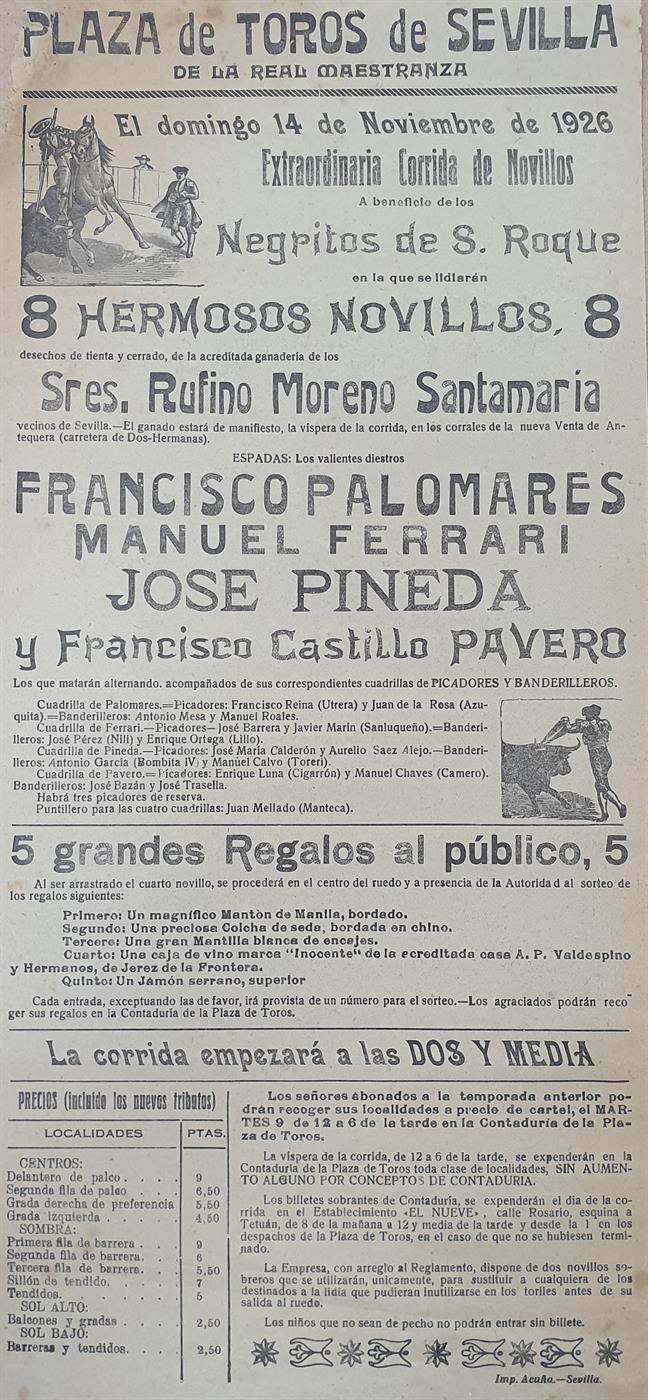 PLAZA de TOROS de SEVILLA
DE LA REAL MAESTRANZA
El domingo 14 de Noviembre de 1926
Extraordinaria Corrida de Novillos
A beneficio de los
Negritos de S. Roque
en la que se lidiarán
8 HERMOSOS NOVILLOS, 8
desechos de tienta y cerrado, de la acreditada ganadería de los
Sres. Rufino Moreno Santamaría
vecinos de Sevilla.—El ganado estará de manifiesto, la víspera de la corrida, en los corrales de la nueva Venta de An-
tequera (carretera de Dos-Hermanas).
ESPADAS: Los valientes diestros
FRANCISCO PALOMARES
MANUEL FERRARI
JOSE PINEDA
y Francisco Castillo PAVERO
Los que matarán alternando. acompañados de sus correspondientes cuadrillas de PICADORES Y BANDERILLEROS.
Cuadrilla de Palomares.=Picadores: Francisco Reina (Utrera) y Juan de la Rosa (Azu-
quita).=Banderilleros: Antonio Mesa y Manuel Roales.
Cuadrilla de Ferrari.—Picadores—José Barrera y Javier Marín (Sanluqueño).=Banderi-
lleros: José Pérez (Nili) y Enrique Ortega (Lillo).
Cuadrilla de Pineda.—Picadores: José María Calderón y Aurelio Saez Alejo.—Banderi-
lleros: Antonio García (Bombita IV) y Manuel Calvo (Toreri).
Cuadrilla de Pavero.=Picadores: Enrique Luna (Cigarrón) y Manuel Chaves (Camero).
Banderilleros: José Bazán y José Trasella.
Habrá tres picadores de reserva.
Puntillero para las cuatro cuadrillas: Juan Mellado (Manteca).
5 grandes Regalos al público, 5
Al ser arrastrado el cuarto novillo, se procederá en el centro del ruedo y a presencia de la Autoridad al sorteo de
los regalos siguientes:
Primero: Un magnífico Mantòn de Manila, bordado.
Segundo: Una preciosa Colcha de seda, bordada en chino.
Tercero: Una gran Mantilla blanca de encajes.
Cuarto: Una caja de vino marca "Inocente" de la acreditada casa A. P. Valdespino
y Hermanos, de Jerez de la Frontera.
Quinto: Un Jámón serrano, superior
Cada entrada, exceptuando las de favor, irá provista de un número para el sorteo.—Los agraciados podrán reco-
ger sus regalos en la Contaduría de la Plaza de Toros.
La corrida empezará a las DOS Y MEDIA
PRECIOS (incluído los nuevos tributos)
LOCALIDADES PTAS.
CENTROS:
Delantero de palco . . . . 9
Segunda fila de palco . . . 6,50
Grada derecha de preferencia 5,50
Grada izquierda . . . . . 4,50
SOMBRA:
Primera fila de barrera . . . 9
Segunda fila de barrera . . . 6
Tercera fila de barrera. . . . 5,50
Sillón de tendido. . . . . . 7
Tendidos. . . . . . . . 5
SOL ALTO:
Balcones y gradas . . . . 2,50
SOL BAJO:
Barreras y tendidos. . . . 2,50
Los señores ábonados a la temporada anterior po-
drán recoger sus localidades a precio de cartel, el MAR-
TES 9 de 12 a 6 de la tarde en la Contaduría de la Pla-
za de Toros.
La víspera de la corrida, de 12 a 6 de la tarde, se expenderán en la
Contaduría de la Plaza de Toros toda clase de localidades, SIN AUMEN-
TO ALGUNO POR CONCEPTOS DE CONTADURIA.
Los billetes sobrantes de Contaduría, se expenderán el día de la co-
rrida en el Establecimiento «EL NUEVE», calle Rosario, esquina a
Tetuán, de 8 de la mañana a 12 y media de la tarde y desde la 1 en los
despachos de la Plaza de Toros, en el caso de que no se hubiesen termi-
nado.
La Empresa, con arreglo al Reglamento, dispone de dos novillos so-
breros que se utilizarán, unicamente, para sustituir a cualquiera de los
destinados a la lidia que pudieran inutilizarse en los toriles antes de su
salida al ruedo.
Los niños que no sean de pecho no podrán entrar sin billete.
Imp. Acuña.—Sevilla.